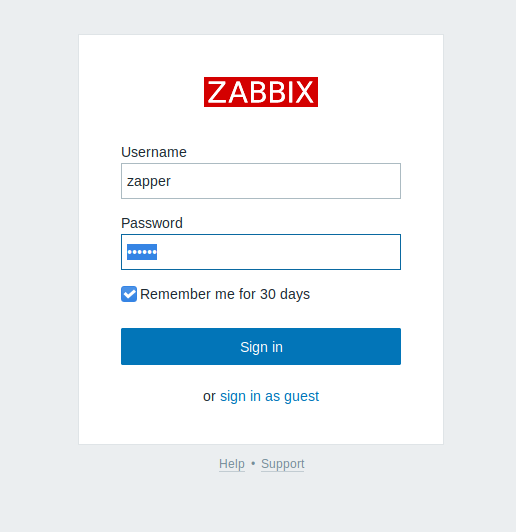 ZABBIX
Username
zapper
Password
••••••
Remember me for 30 days
Sign in
or sign in as guest
Help • Support